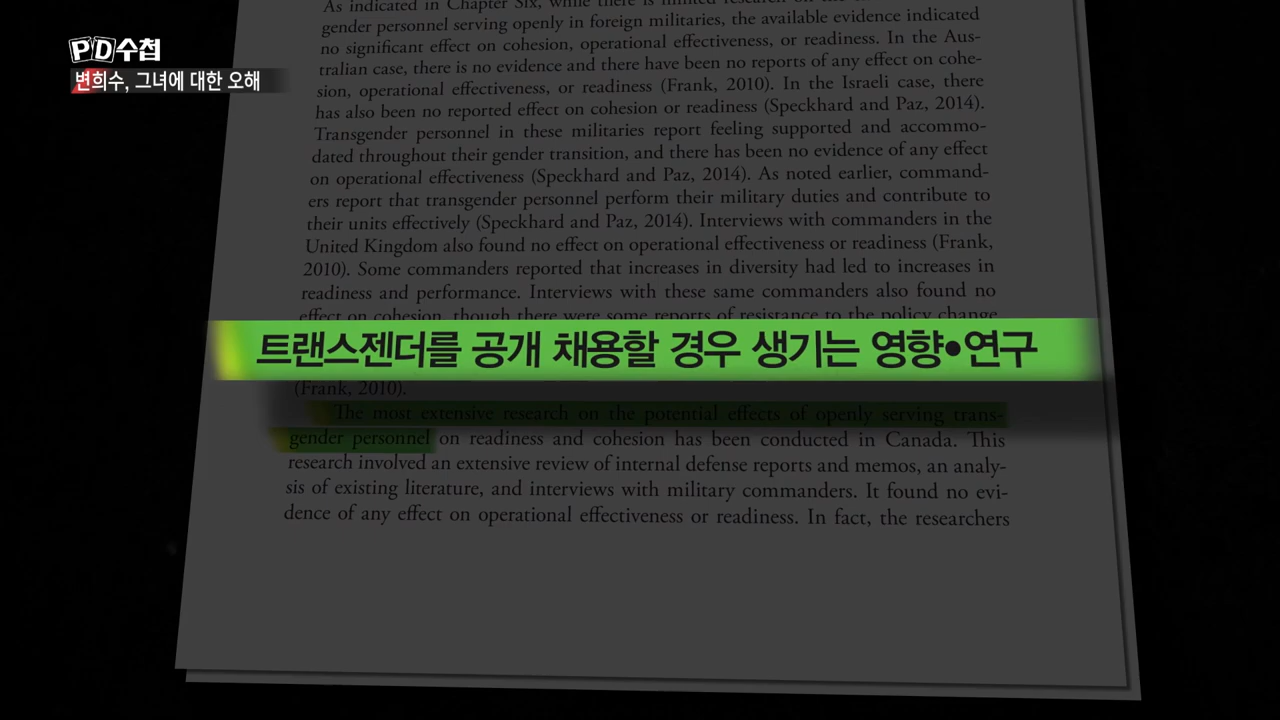 PD수첩
변희수, 그녀에 대한 오해
As indicated in Chapter Six, while there is limited research on the
gender personnel serving openly in foreign militaries, the available evidence indicated
no significant effect on cohesion, operational effectiveness, or readiness. In the Aus-
tralian case, there is no evidence and there have been no reports of any effect on cohe-
sion, operational effectiveness, or readiness (Frank, 2010). In the Israeli case, there
has also been no reported effect on cohesion or readiness (Speckhard and Paz, 2014).
Transgender personnel in these militaries report feeling supported and accommo-
dated throughout their gender transition, and there has been no evidence of any effect
on operational effectiveness (Speckhard and Paz, 2014). As noted earlier, command-
ers report that transgender personnel perform their military duties and contribute to
their units effectively (Speckhard and Paz, 2014). Interviews with commanders in the
United Kingdom also found no effect on operational effectiveness or readiness (Frank,
2010). Some commanders reported that increases in diversity had led to increases in
readiness and performance. Interviews with these same commanders also found no
effect on cohesion, though there were some reports of resistance to the policy change
트랜스젠더를 공개 채용할 경우 생기는 영향•연구
(Frank, 2010).
The most extensive research on the potential effects of openly serving trans-
gender personnel on readiness and cohesion has been conducted in Canada. This
research involved an extensive review of internal defense reports and memos, an analy-
sis of existing literature, and interviews with military commanders. It found no evi-
dence of any effect on operational effectiveness or readiness. In fact, the researchers